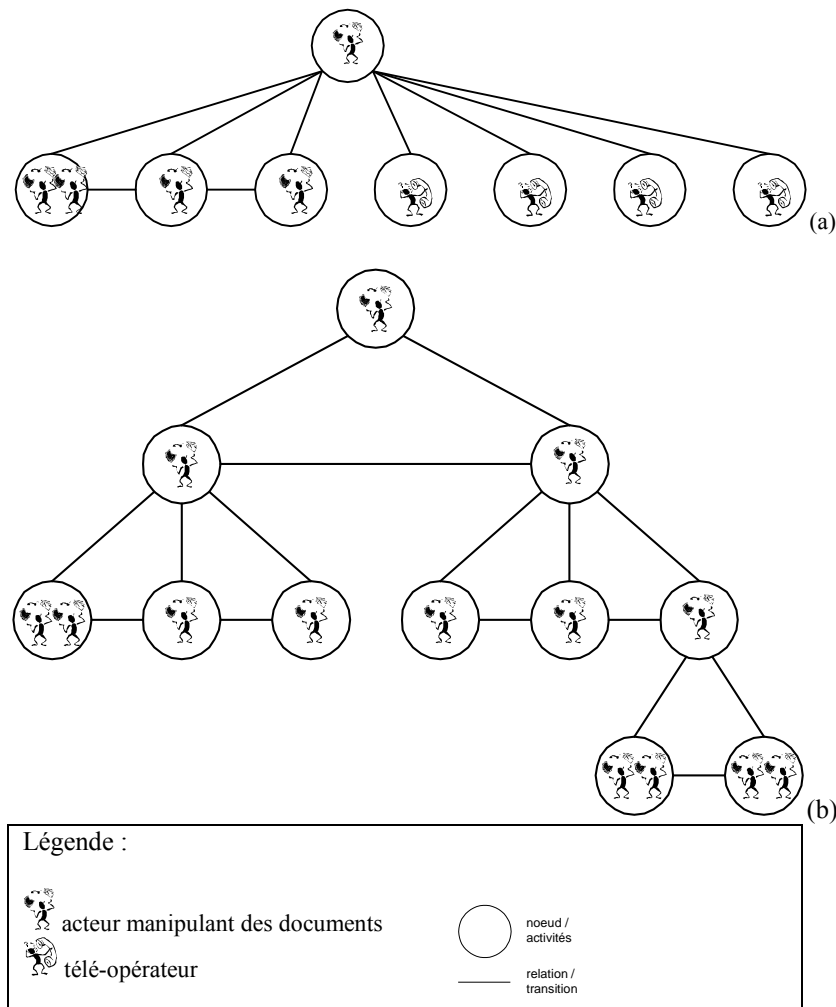 (a)
(b)
Légende :
acteur manipulant des documents
télé-opérateur
noeud /
activités
relation /
transition